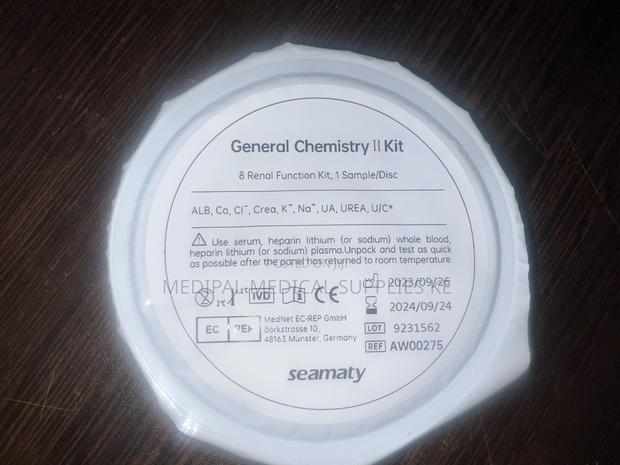 General Chemistry II Kit
8 Renal Function Kit, 1 Sample/Disc
ALB, Ca, Cl⁻, Crea, K⁺, Na⁺, UA, UREA, U/C*
Use serum, heparin lithium (or sodium) whole blood,
heparin lithium (or sodium) plasma.Unpack and test as quick
as possible after the panel has returned to room temperature.
MEDIPAL MEDICAL SUPPLIES KE
2023/09/26
IVD
CE
2024/09/24
EC REP
MedNet EC-REP GmbH
Borkstrasse 10,
48163 Münster, Germany
LOT 9231562
REF AW00275
seamaty